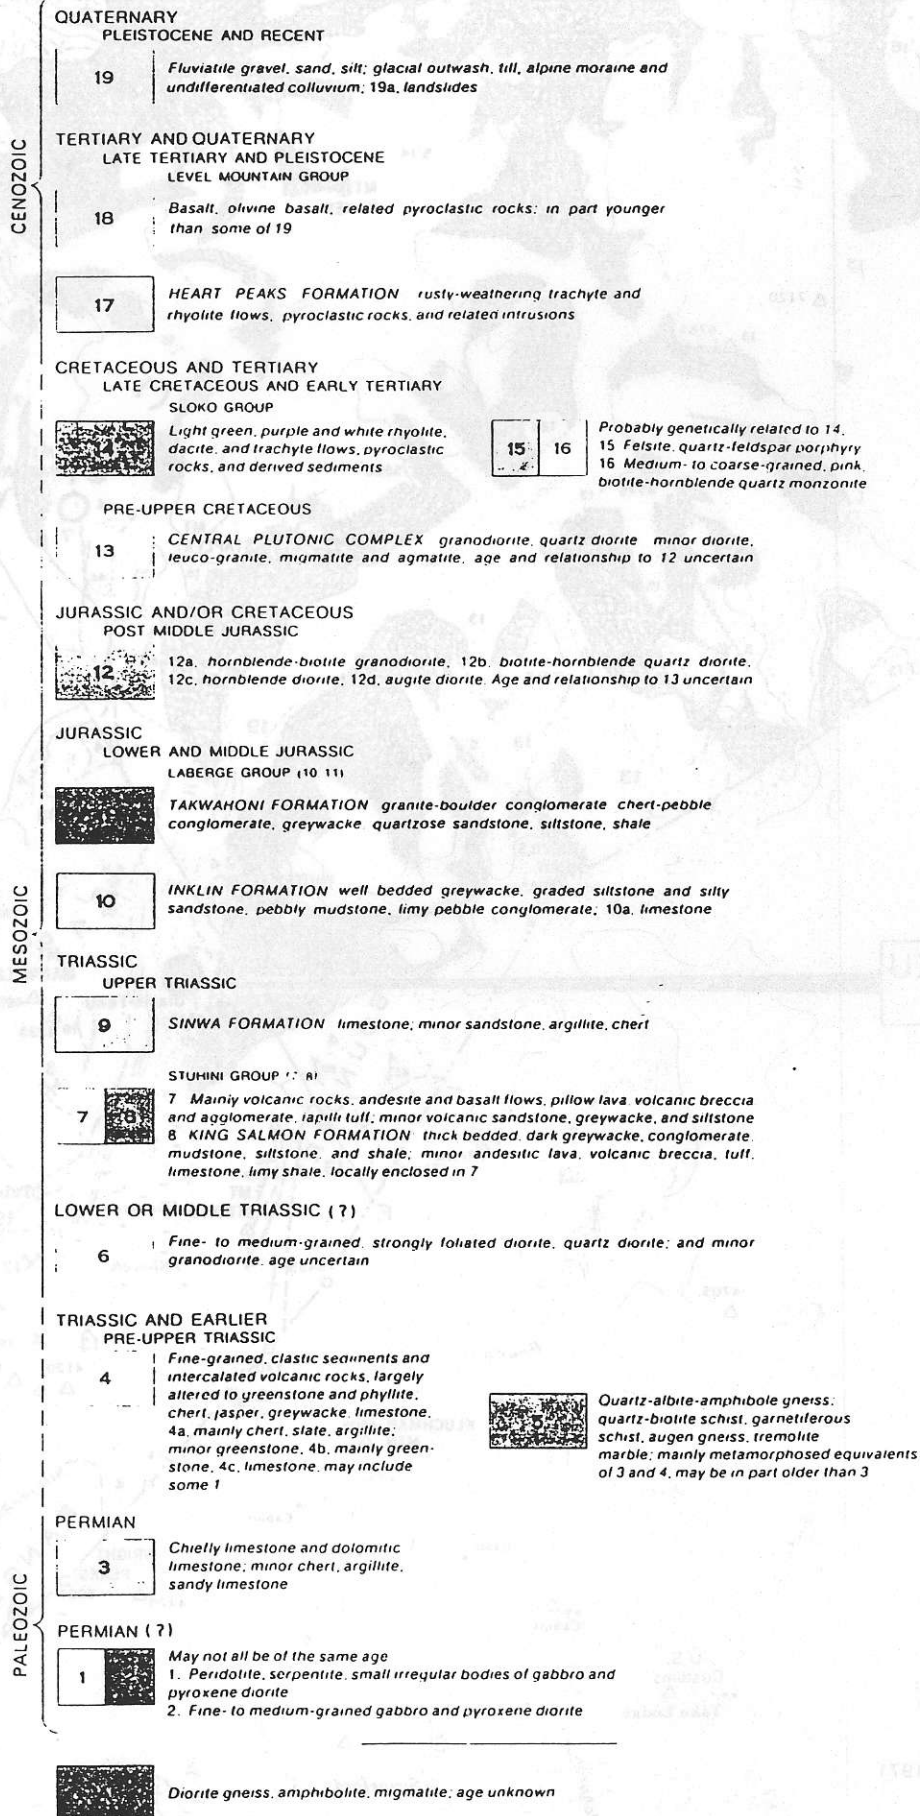 QUATERNARY
PLEISTOCENE AND RECENT
19
Fluviatile gravel, sand, silt; glacial outwash, till, alpine moraine and
undifferentiated colluvium; 19a, landslides
CENOZOIC
TERTIARY AND QUATERNARY
LATE TERTIARY AND PLEISTOCENE
LEVEL MOUNTAIN GROUP
18
Basalt, olivine basalt, related pyroclastic rocks; in part younger
than some of 19
17
HEART PEAKS FORMATION rusty-weathering trachyte and
rhyolite flows, pyroclastic rocks, and related intrusions
CRETACEOUS AND TERTIARY
LATE CRETACEOUS AND EARLY TERTIARY
SLOKO GROUP
14
Light green, purple and white rhyolite,
dacite, and trachyte flows, pyroclastic
rocks, and derived sediments
15
16
Probably genetically related to 14.
15 Felsite, quartz-feldspar porphyry
16 Medium- to coarse-grained, pink,
biotite-hornblende quartz monzonite
PRE-UPPER CRETACEOUS
13
CENTRAL PLUTONIC COMPLEX granodiorite, quartz diorite minor diorite,
leuco-granite, migmatite and agmatite, age and relationship to 12 uncertain
JURASSIC AND/OR CRETACEOUS
POST MIDDLE JURASSIC
12
12a, hornblende-biotite granodiorite, 12b, biotite-hornblende quartz diorite,
12c, hornblende diorite, 12d, augite diorite. Age and relationship to 13 uncertain
JURASSIC
LOWER AND MIDDLE JURASSIC
LABERGE GROUP (10 11)
TAKWAHONI FORMATION granite-boulder conglomerate chert-pebble
conglomerate, greywacke quartzose sandstone, siltstone, shale
MESOZOIC
10
INKLIN FORMATION well bedded greywacke, graded siltstone and silty
sandstone, pebbly mudstone, limy pebble conglomerate; 10a, limestone
TRIASSIC
UPPER TRIASSIC
9
SINWA FORMATION limestone; minor sandstone, argillite, chert
STUHINI GROUP
7
8
7 Mainly volcanic rocks, andesite and basalt flows, pillow lava, volcanic breccia
and agglomerate, lapilli tuff; minor volcanic sandstone, greywacke, and siltstone
8 KING SALMON FORMATION thick bedded, dark greywacke, conglomerate,
mudstone, siltstone, and shale; minor andesitic lava, volcanic breccia, tuff,
limestone, limy shale, locally enclosed in 7
LOWER OR MIDDLE TRIASSIC (?)
6
Fine- to medium-grained, strongly foliated diorite, quartz diorite; and minor
granodiorite, age uncertain
TRIASSIC AND EARLIER
PRE-UPPER TRIASSIC
4
Fine-grained, clastic sediments and
intercalated volcanic rocks, largely
altered to greenstone and phyllite,
chert, jasper, greywacke, limestone,
4a, mainly chert, slate, argillite;
minor greenstone, 4b, mainly green-
stone, 4c, limestone, may include
some 1
5
Quartz-albite-amphibole gneiss;
quartz-biotite schist, garnetiferous
schist, augen gneiss, tremolite
marble; mainly metamorphosed equivalents
of 3 and 4, may be in part older than 3
PERMIAN
3
Chiefly limestone and dolomitic
limestone; minor chert, argillite,
sandy limestone
PALEOZOIC
PERMIAN (?)
1
May not all be of the same age
1. Peridotite, serpentite, small irregular bodies of gabbro and
pyroxene diorite
2. Fine- to medium-grained gabbro and pyroxene diorite
Diorite gneiss, amphibolite, migmatite; age unknown